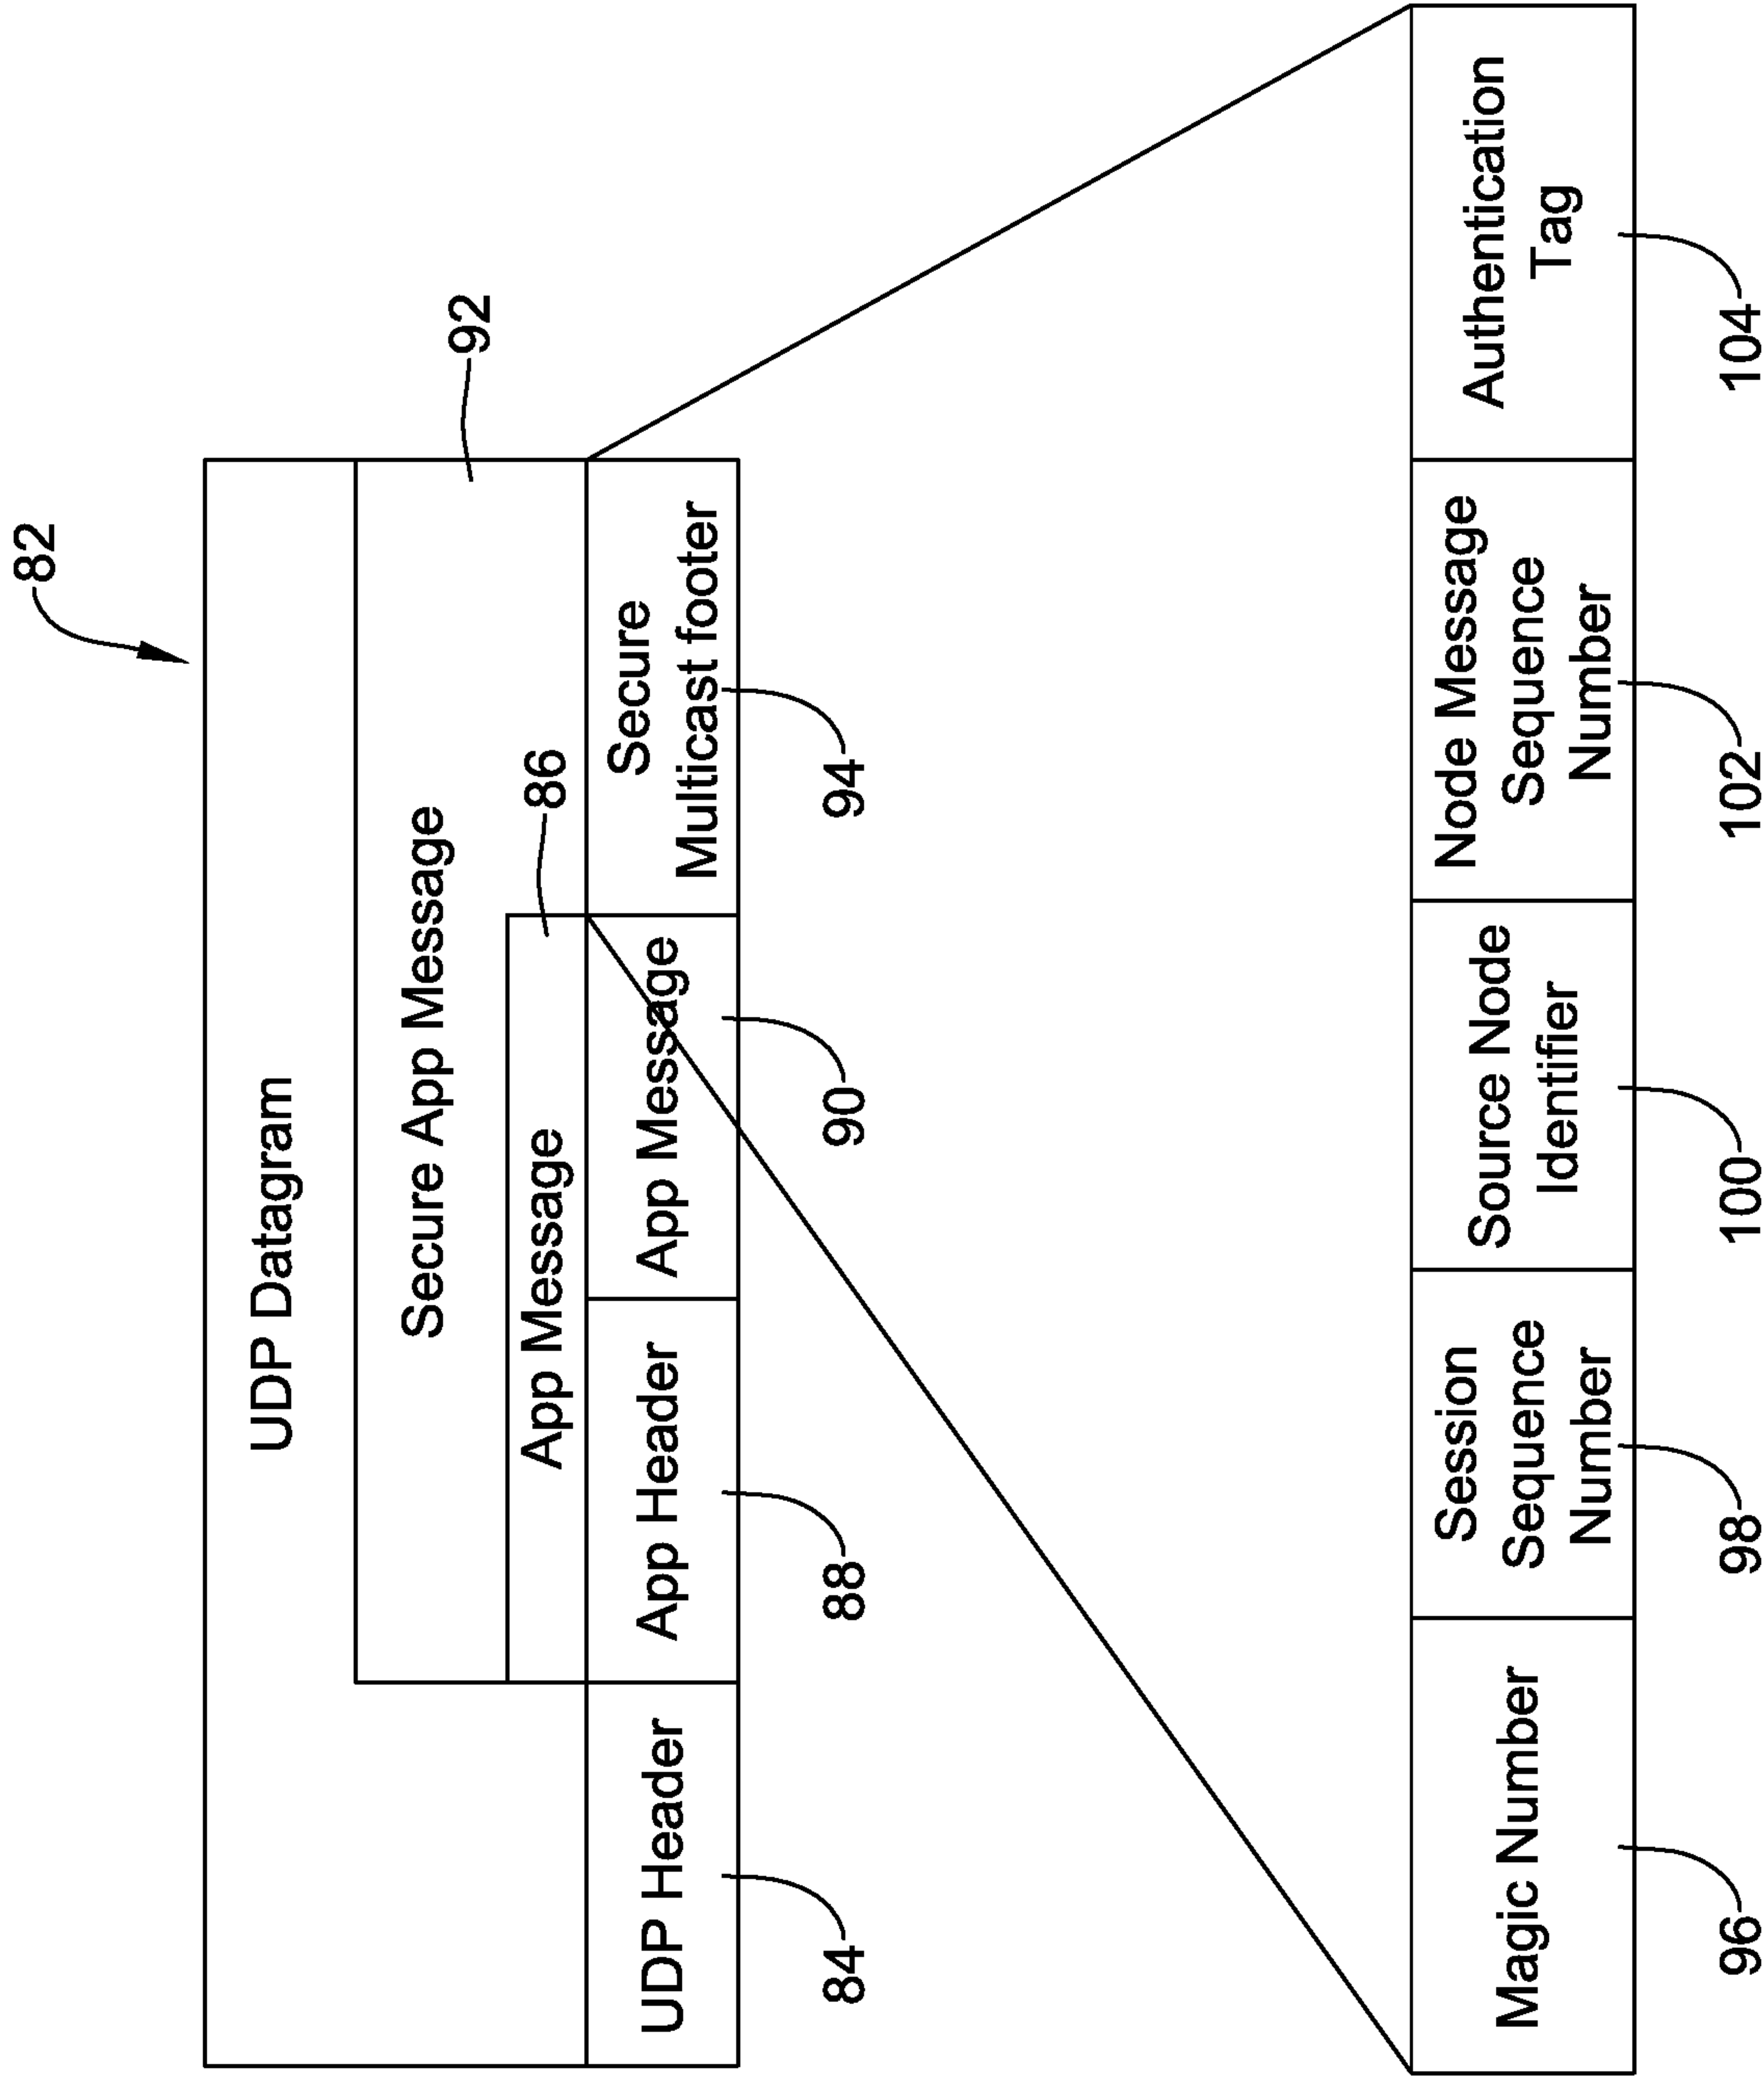 82
UDP Datagram
92
Secure App Message
86
App Message
UDP Header
App Header
App Message
Secure
Multicast footer
84
88
90
94
Magic Number
Session
Sequence
Number
Source Node
Identifier
Node Message
Sequence
Number
Authentication
Tag
96
98
100
102
104